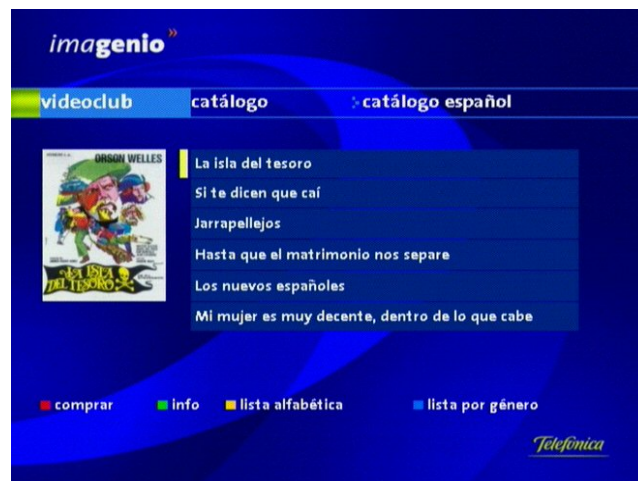 imagenio»
videoclub catálogo catálogo español
ORSON WELLES
LA ISLA
DEL TESORO
La isla del tesoro
Si te dicen que caí
Jarrapellejos
Hasta que el matrimonio nos separe
Los nuevos españoles
Mi mujer es muy decente, dentro de lo que cabe
comprar info lista alfabética lista por género
Telefónica